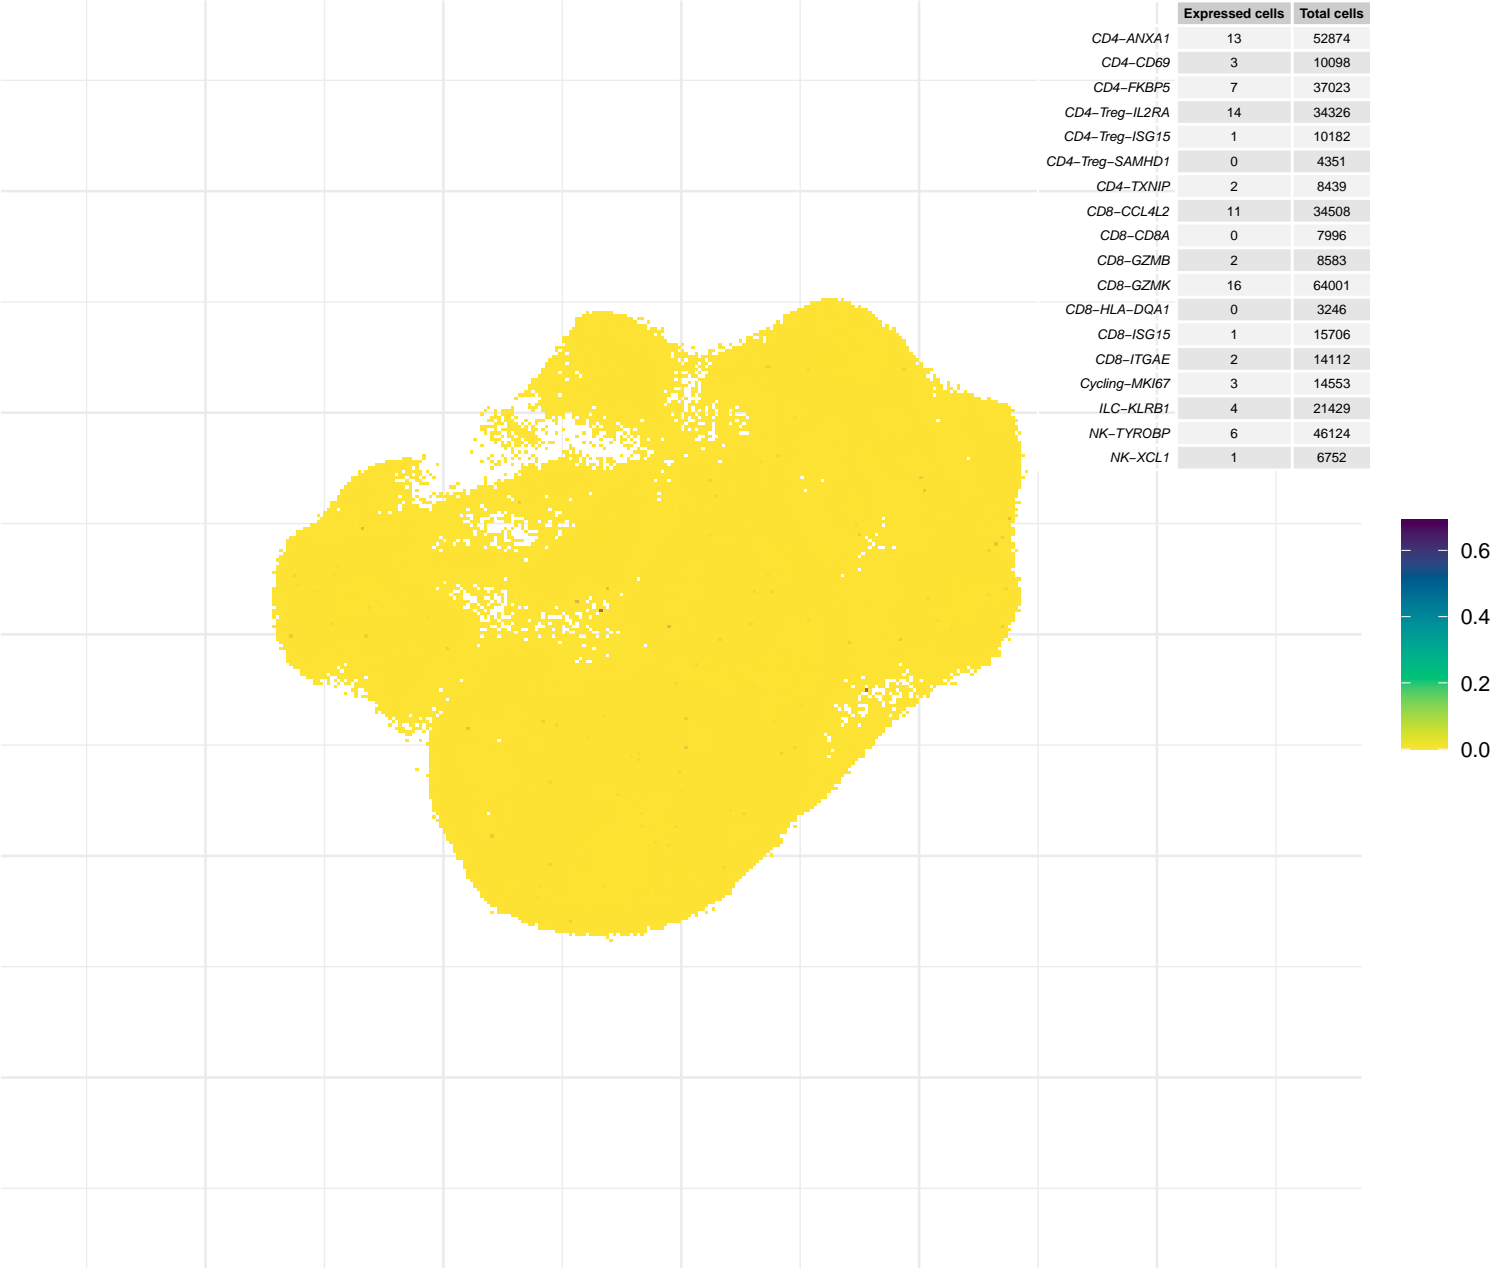 Expressed cells Total cells
CD4−ANXA1 13 52874
CD4−CD69 3 10098
CD4−FKBP5 7 37023
CD4−Treg−IL2RA 14 34326
CD4−Treg−ISG15 1 10182
CD4−Treg−SAMHD1 0 4351
CD4−TXNIP 2 8439
CD8−CCL4L2 11 34508
CD8−CD8A 0 7996
CD8−GZMB 2 8583
CD8−GZMK 16 64001
CD8−HLA−DQA1 0 3246
CD8−ISG15 1 15706
CD8−ITGAE 2 14112
Cycling−MKI67 3 14553
ILC−KLRB1 4 21429
NK−TYROBP 6 46124
NK−XCL1 1 6752
0.6
0.4
0.2
0.0